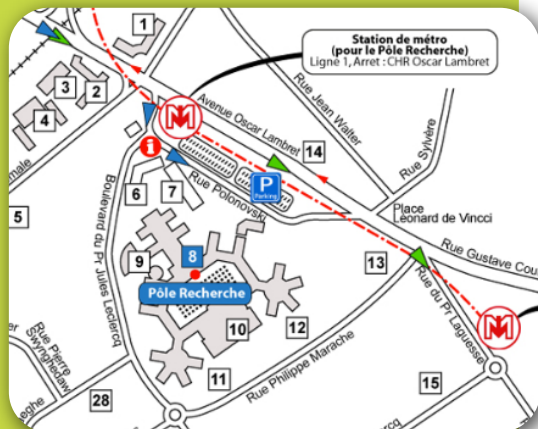 1
Station de métro
(pour le Pôle Recherche)
Ligne 1, Arret : CHR Oscar Lambret
3
2
4
Avenue Oscar Lambret
Rue Jean Walter
Rue Sylvère
14
i
P
Parking
6
7
Rue Polonovski
5
Boulevard du Pr Jules Leclercq
Place
Léonard de Vincci
Rue Gustave
8
9
Pôle Recherche
13
10
12
Rue du Pr Laguesse
11
Rue Philippe Marache
15
Rue Pierre
Swynghedaw
28